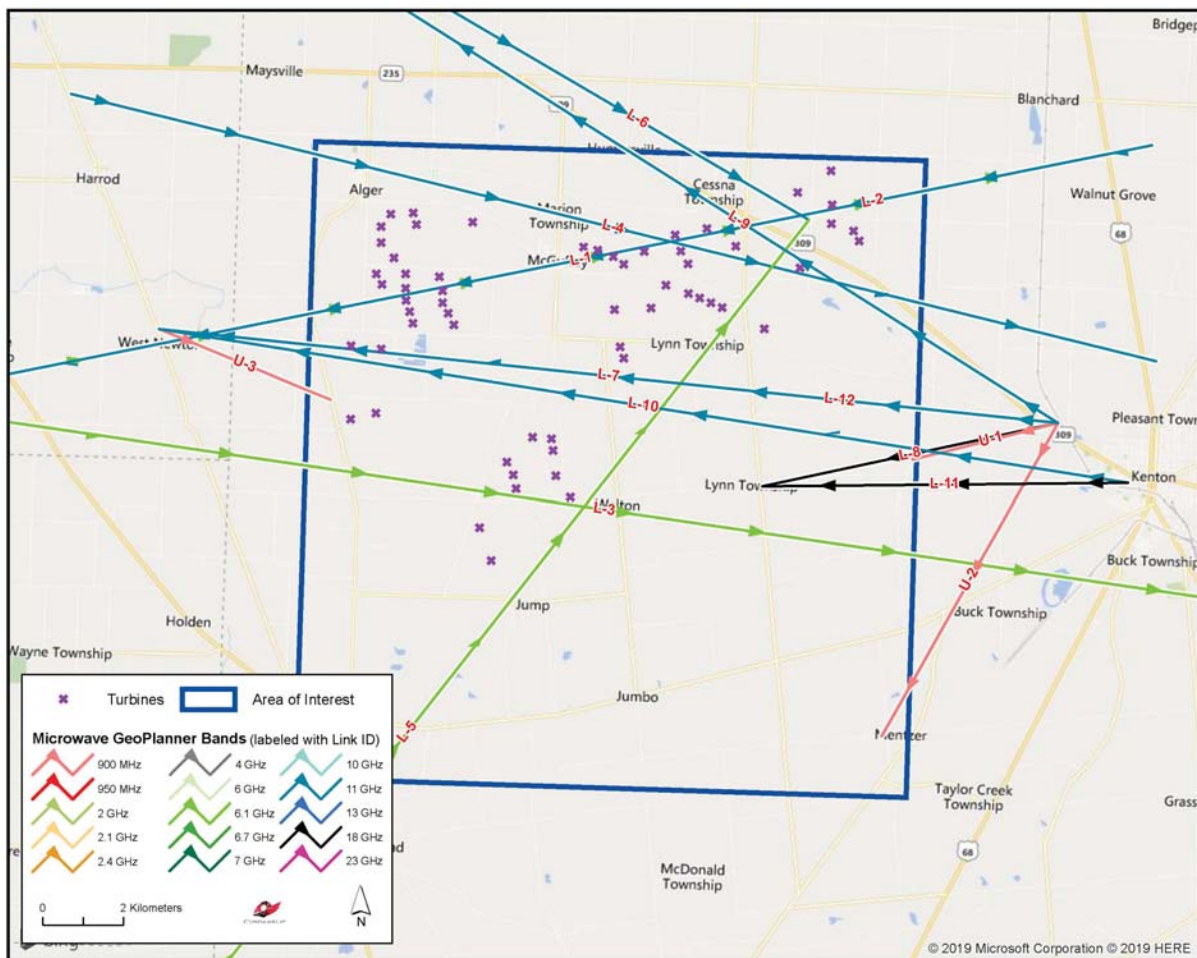 Bridgep
Maysville
235
Blanchard
L-6
Harrod
Alger
Cessna
Township
Walnut Grove
L-2
Marion
Township
L-9
L-4
68
309
McGuffey
L-1
Lynn Township
West Newton
U-3
L-7
L-12
L-10
Pleasant Town
309
U-1
L-8
Lynn Township
L-11
Kenton
Walton
L-3
Buck Township
U-2
Jump
Buck Township
Holden
Wayne Township
Jumbo
L-5
Mentzer
Taylor Creek
Township
Grass
68
McDonald
Township
Turbines
Area of Interest
Microwave GeoPlanner Bands (labeled with Link ID)
900 MHz
4 GHz
10 GHz
950 MHz
6 GHz
11 GHz
2 GHz
6.1 GHz
13 GHz
2.1 GHz
6.7 GHz
18 GHz
2.4 GHz
7 GHz
23 GHz
0
2 Kilometers
N
© 2019 Microsoft Corporation © 2019 HERE